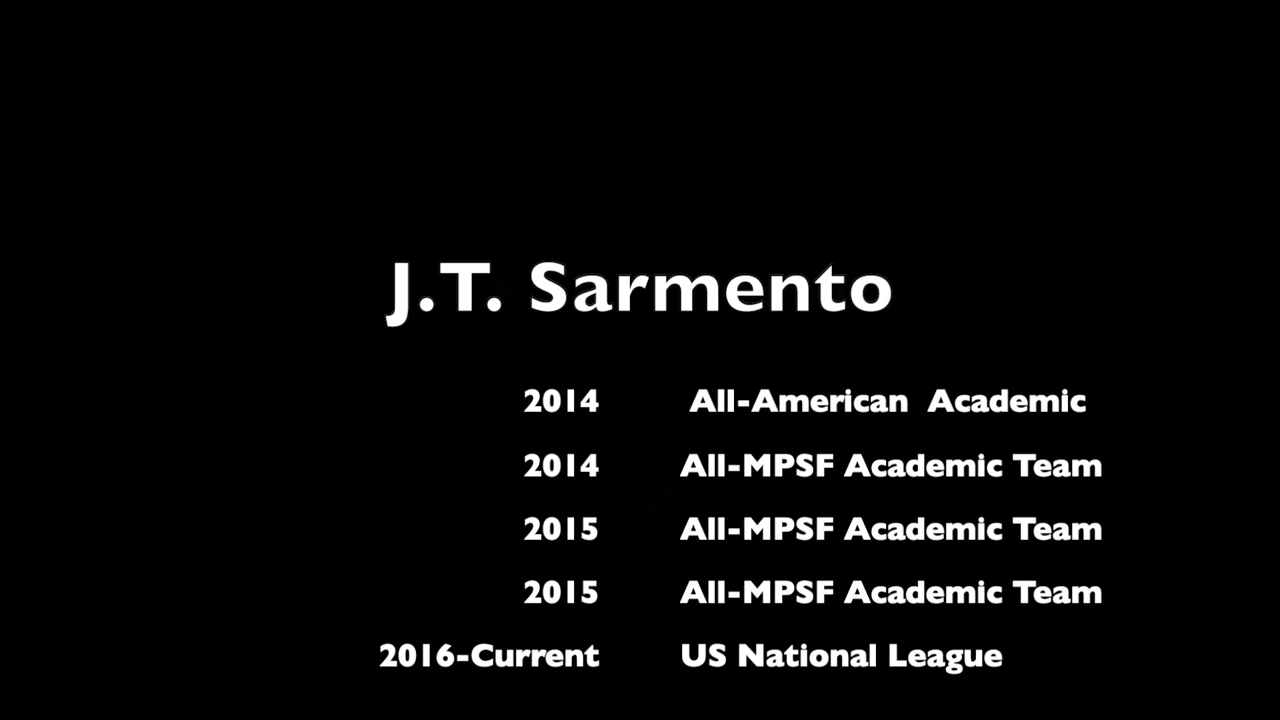 J.T. Sarmento
2014 All-American Academic
2014 All-MPSF Academic Team
2015 All-MPSF Academic Team
2015 All-MPSF Academic Team
2016-Current US National League